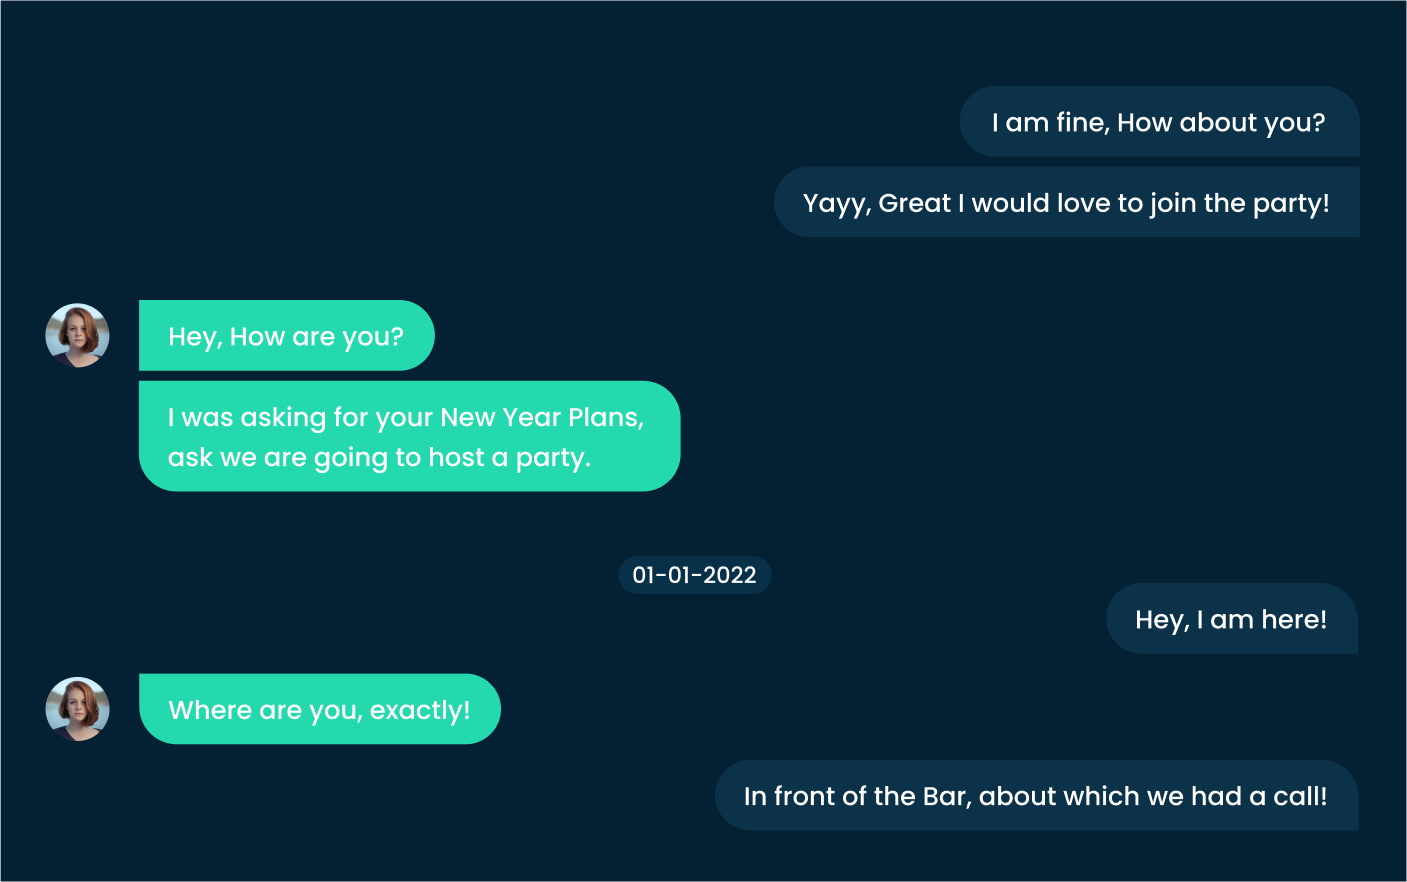 I am fine, How about you?
Yayy, Great I would love to join the party!
Hey, How are you?
I was asking for your New Year Plans,
ask we are going to host a party.
01-01-2022
Hey, I am here!
Where are you, exactly!
In front of the Bar, about which we had a call!